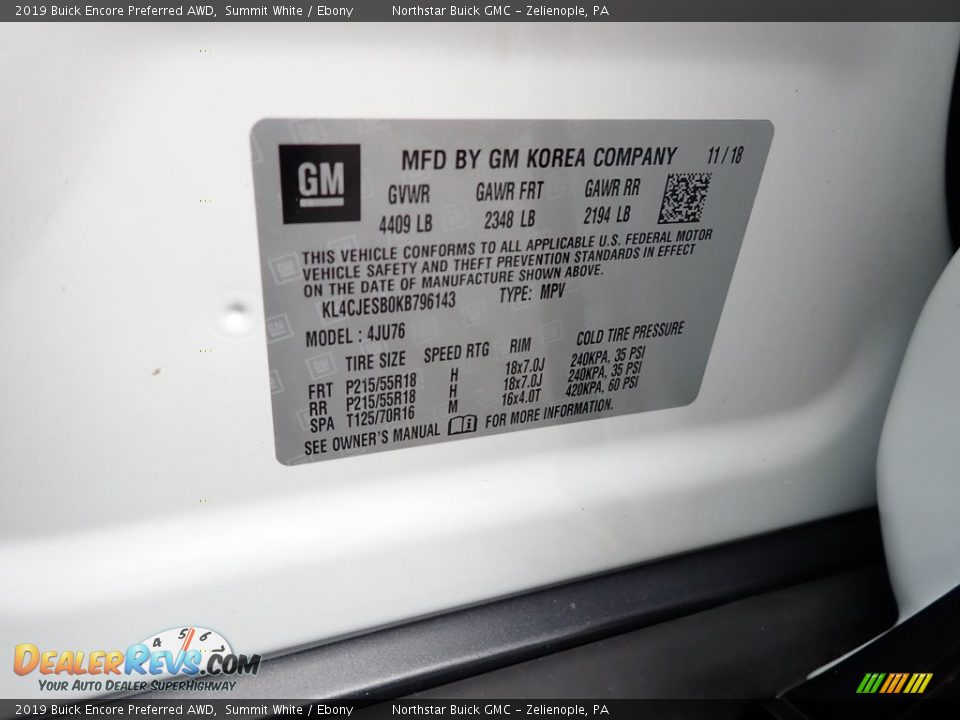 2019 Buick Encore Preferred AWD,  Summit White / Ebony        Northstar Buick GMC - Zelienople, PA
GM
MFD BY GM KOREA COMPANY    11 / 18
GVWR    GAWR FRT    GAWR RR
4409 LB    2348 LB    2194 LB
THIS VEHICLE CONFORMS TO ALL APPLICABLE U.S. FEDERAL MOTOR
VEHICLE SAFETY AND THEFT PREVENTION STANDARDS IN EFFECT
ON THE DATE OF MANUFACTURE SHOWN ABOVE.
KL4CJESB0KB796143    TYPE: MPV
MODEL : 4JU76
TIRE SIZE    SPEED RTG    RIM    COLD TIRE PRESSURE
FRT  P215/55R18    H    18x7.0J    240KPA, 35 PSI
RR  P215/55R18    H    18x7.0J    240KPA, 35 PSI
SPA  T125/70R16    M    16x4.0T    420KPA, 60 PSI
SEE OWNER'S MANUAL    FOR MORE INFORMATION.
4 5 6
DEALERREVS.COM
YOUR AUTO DEALER SUPERHIGHWAY
2019 Buick Encore Preferred AWD,  Summit White / Ebony        Northstar Buick GMC - Zelienople, PA